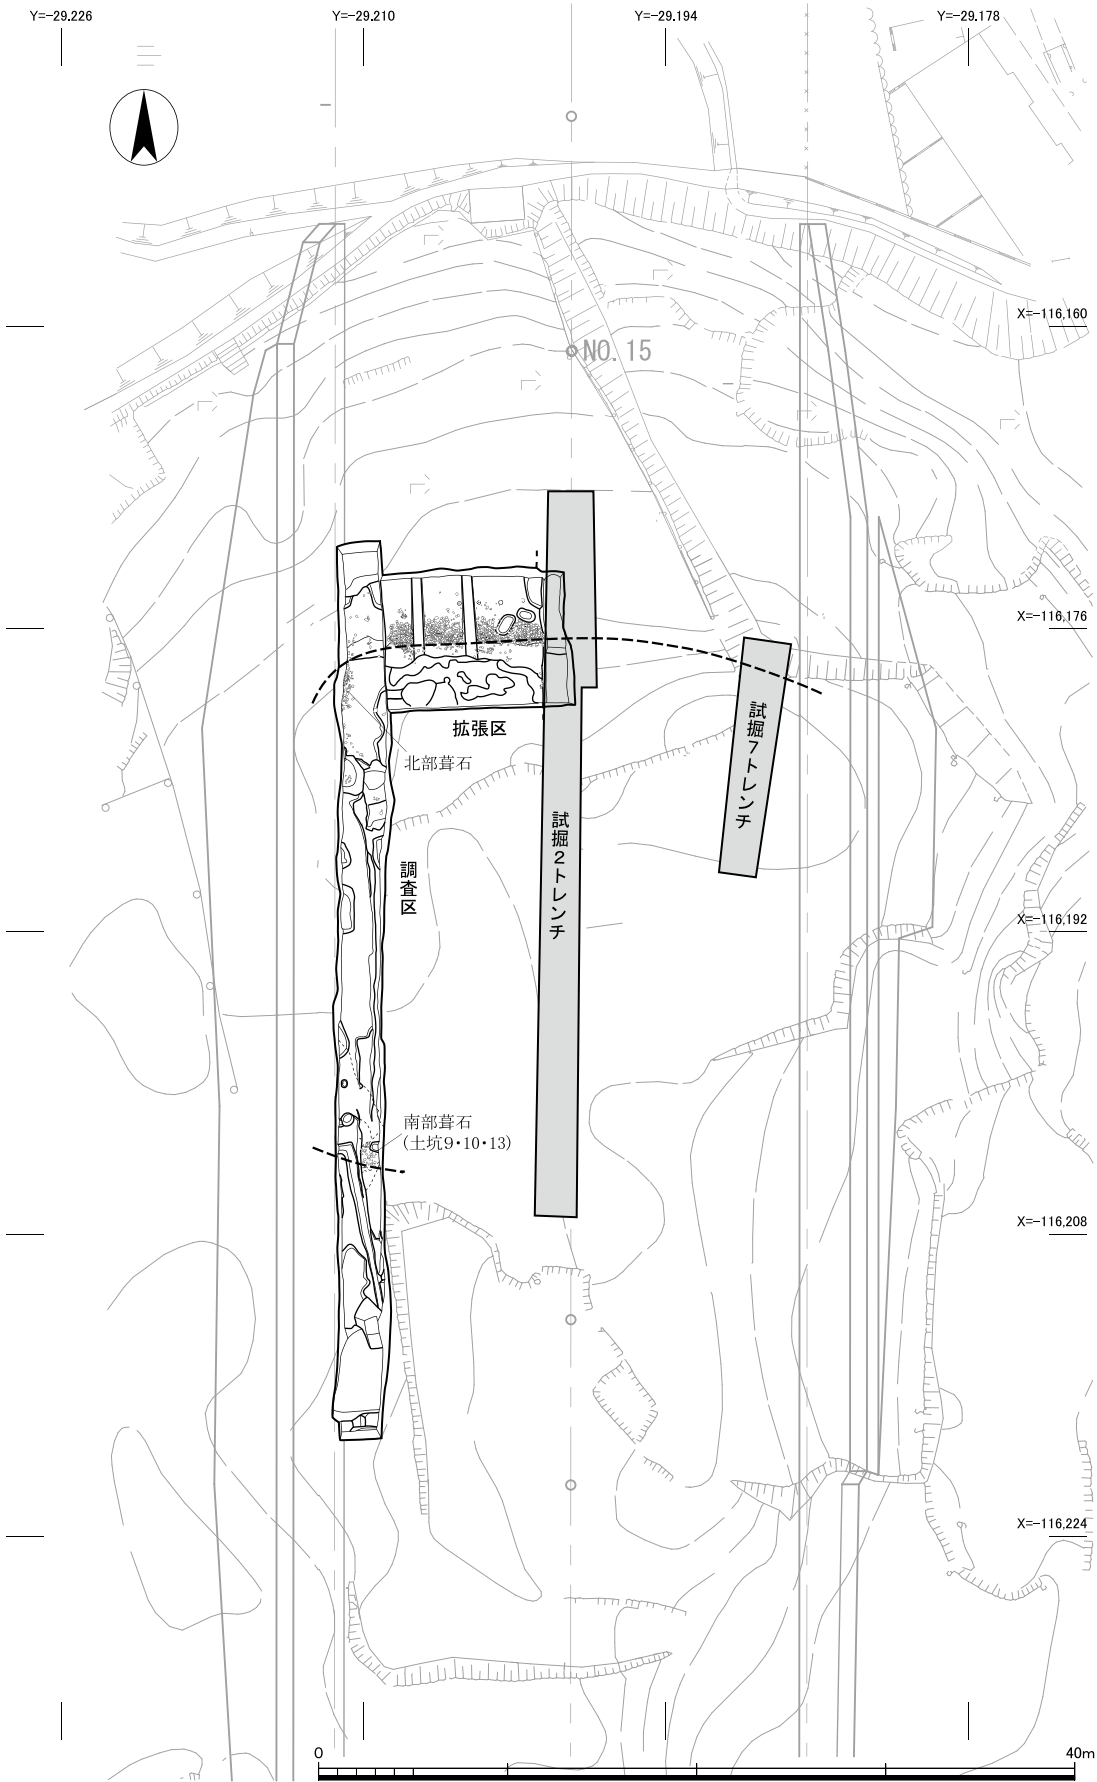 Y=-29.226
Y=-29.210
Y=-29.194
Y=-29.178
X=-116,160
NO.15
X=-116,176
拡張区
北部葺石
試掘7トレンチ
試掘2トレンチ
調査区
X=-116,192
南部葺石
(土坑9・10・13)
X=-116,208
X=-116,224
0
40m